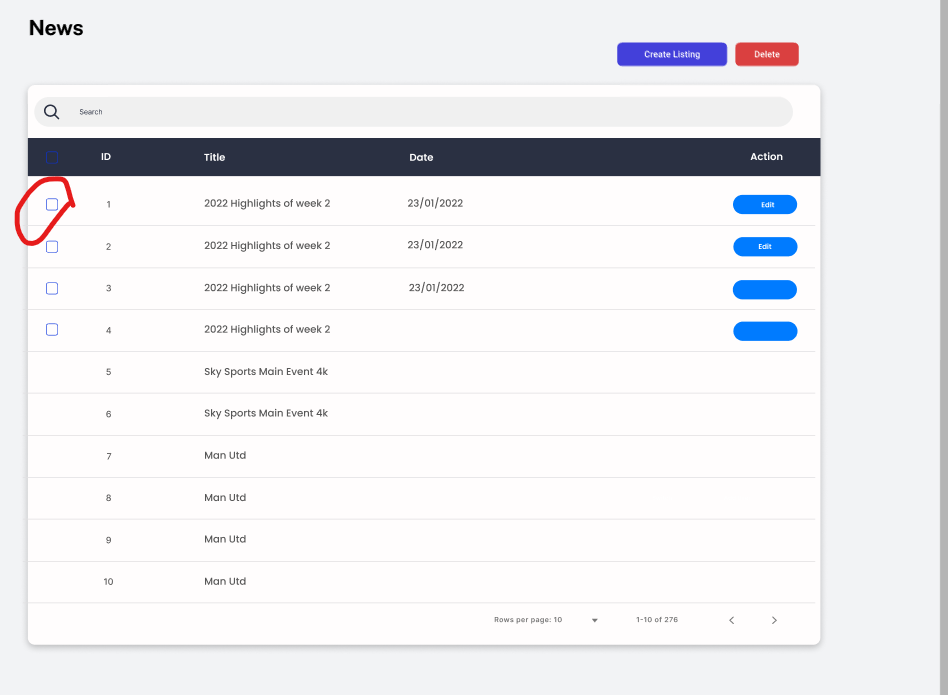 News
Create Listing Delete
Search
ID Title Date Action
1 2022 Highlights of week 2 23/01/2022 Edit
2 2022 Highlights of week 2 23/01/2022 Edit
3 2022 Highlights of week 2 23/01/2022
4 2022 Highlights of week 2
5 Sky Sports Main Event 4k
6 Sky Sports Main Event 4k
7 Man Utd
8 Man Utd
9 Man Utd
10 Man Utd
Rows per page: 10 1-10 of 276